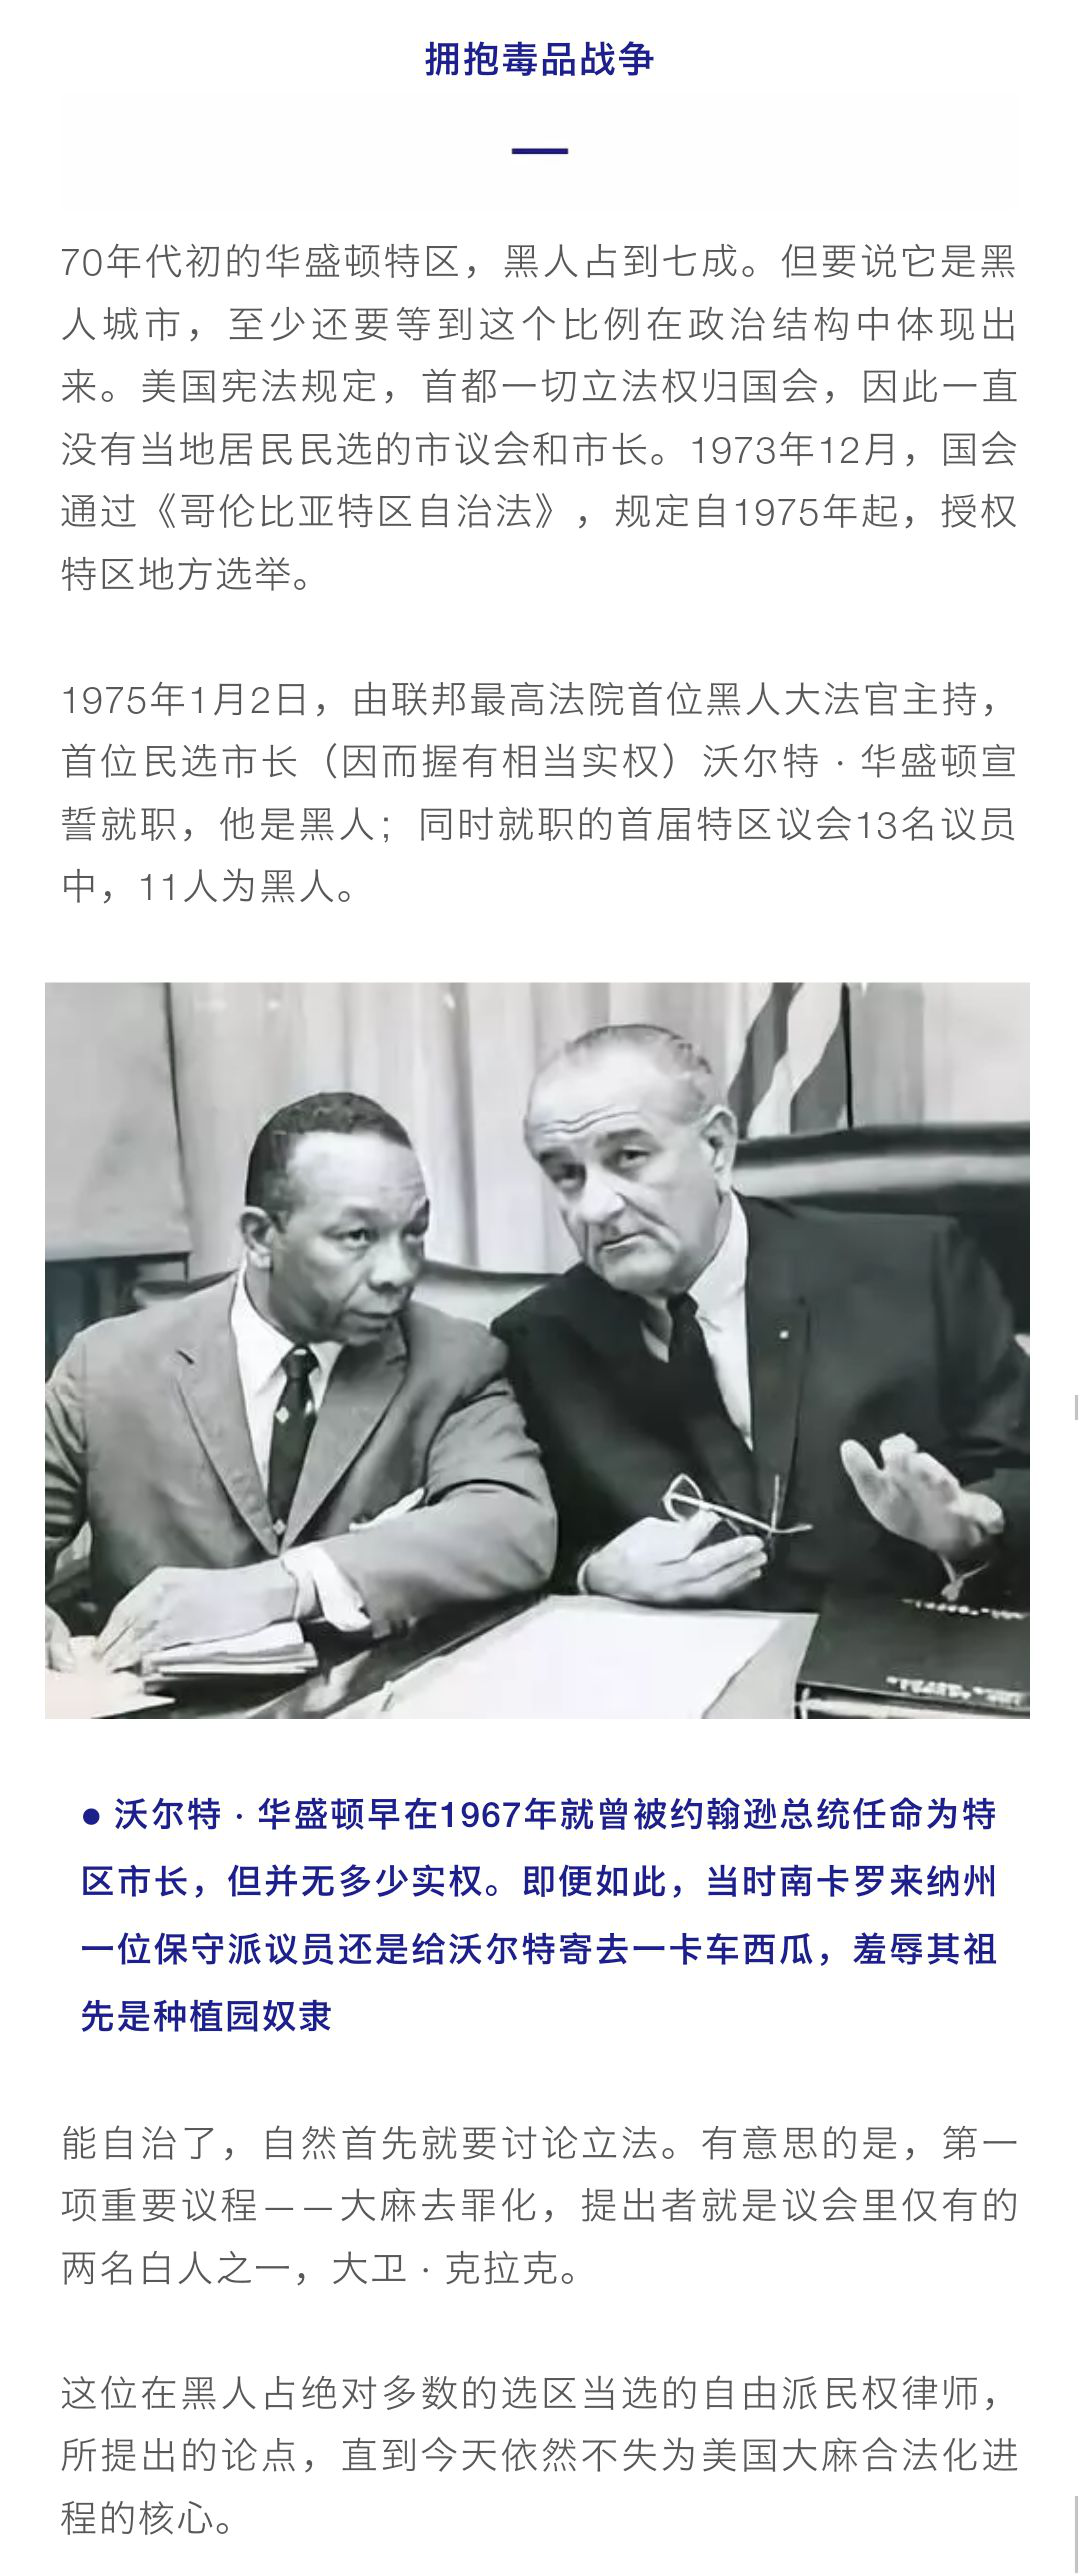 拥抱毒品战争
70年代初的华盛顿特区，黑人占到七成。但要说它是黑
人城市，至少还要等到这个比例在政治结构中体现出
来。美国宪法规定，首都一切立法权归国会，因此一直
没有当地居民民选的市议会和市长。1973年12月，国会
通过《哥伦比亚特区自治法》，规定自1975年起，授权
特区地方选举。
1975年1月2日，由联邦最高法院首位黑人大法官主持，
首位民选市长（因而握有相当实权）沃尔特·华盛顿宣
誓就职，他是黑人；同时就职的首届特区议会13名议员
中，11人为黑人。
● 沃尔特·华盛顿早在1967年就曾被约翰逊总统任命为特
区市长，但并无多少实权。即便如此，当时南卡罗来纳州
一位保守派议员还是给沃尔特寄去一卡车西瓜，羞辱其祖
先是种植园奴隶
能自治了，自然首先就要讨论立法。有意思的是，第一
项重要议程——大麻去罪化，提出者就是议会里仅有的
两名白人之一，大卫·克拉克。
这位在黑人占绝对多数的选区当选的自由派民权律师，
所提出的论点，直到今天依然不失为美国大麻合法化进
程的核心。